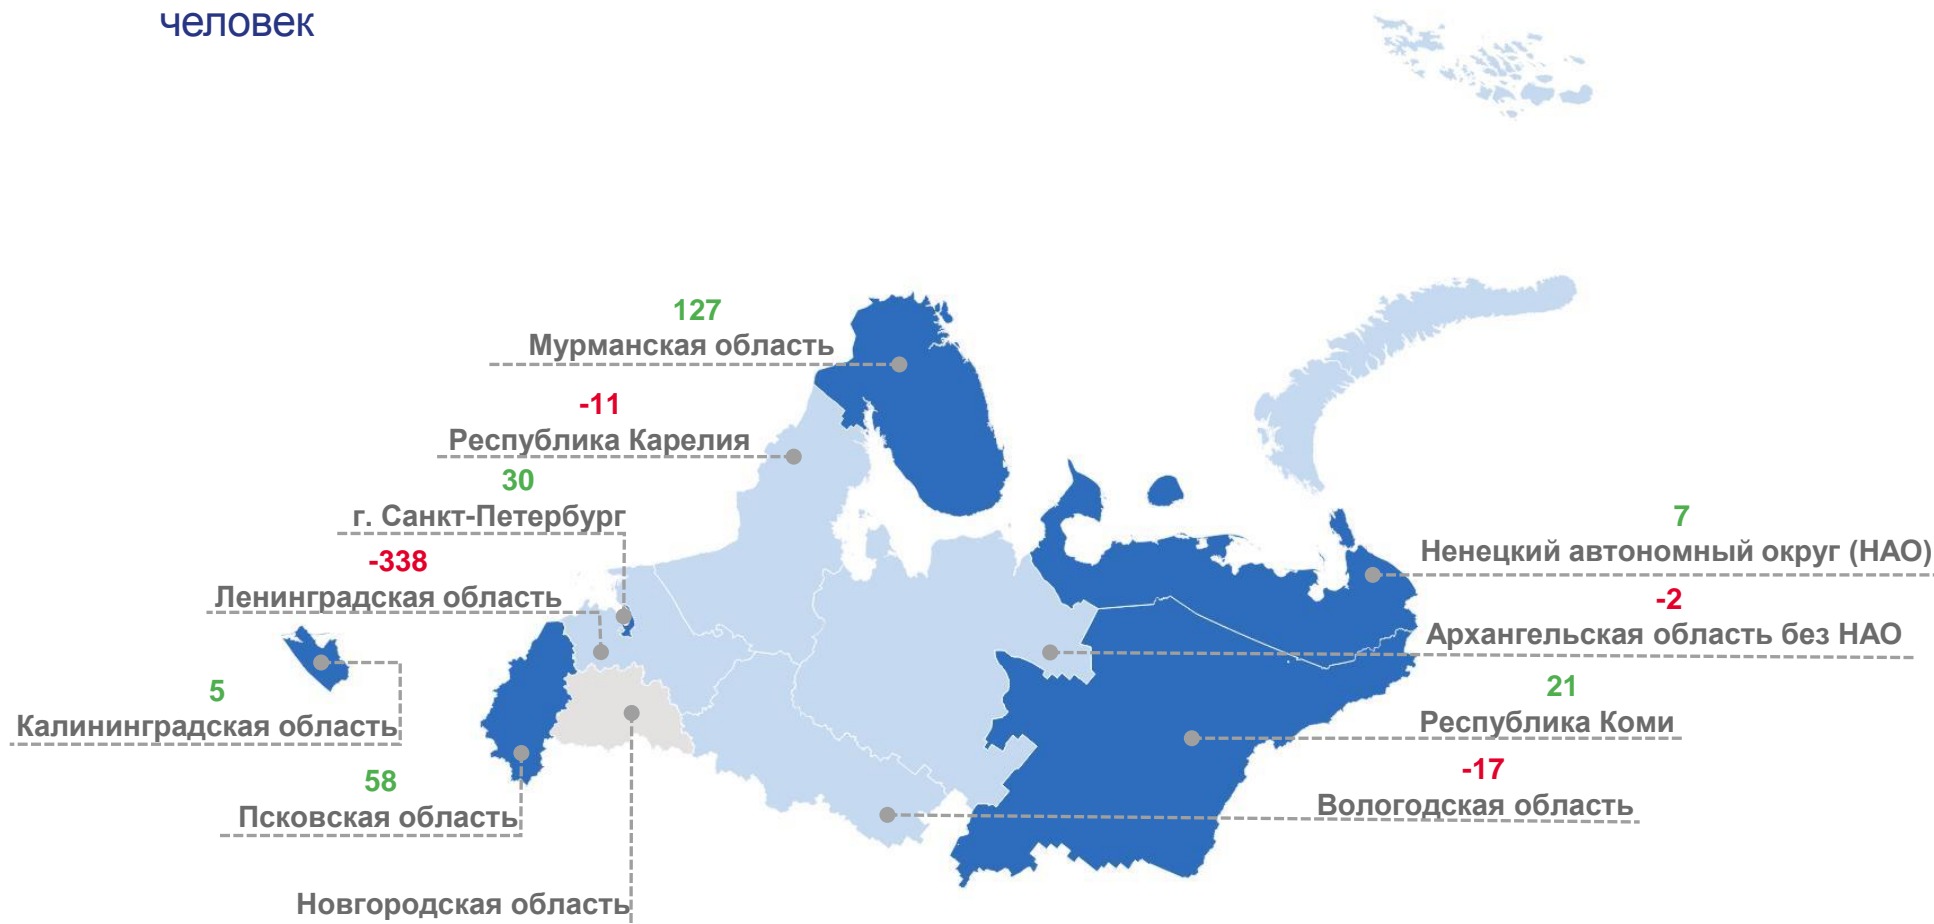 человек
127
Мурманская область
-11
Республика Карелия
30
г. Санкт-Петербург
-338
Ленинградская область
5
Калининградская область
58
Псковская область
Новгородская область
7
Ненецкий автономный округ (НАО)
-2
Архангельская область без НАО
21
Республика Коми
-17
Вологодская область